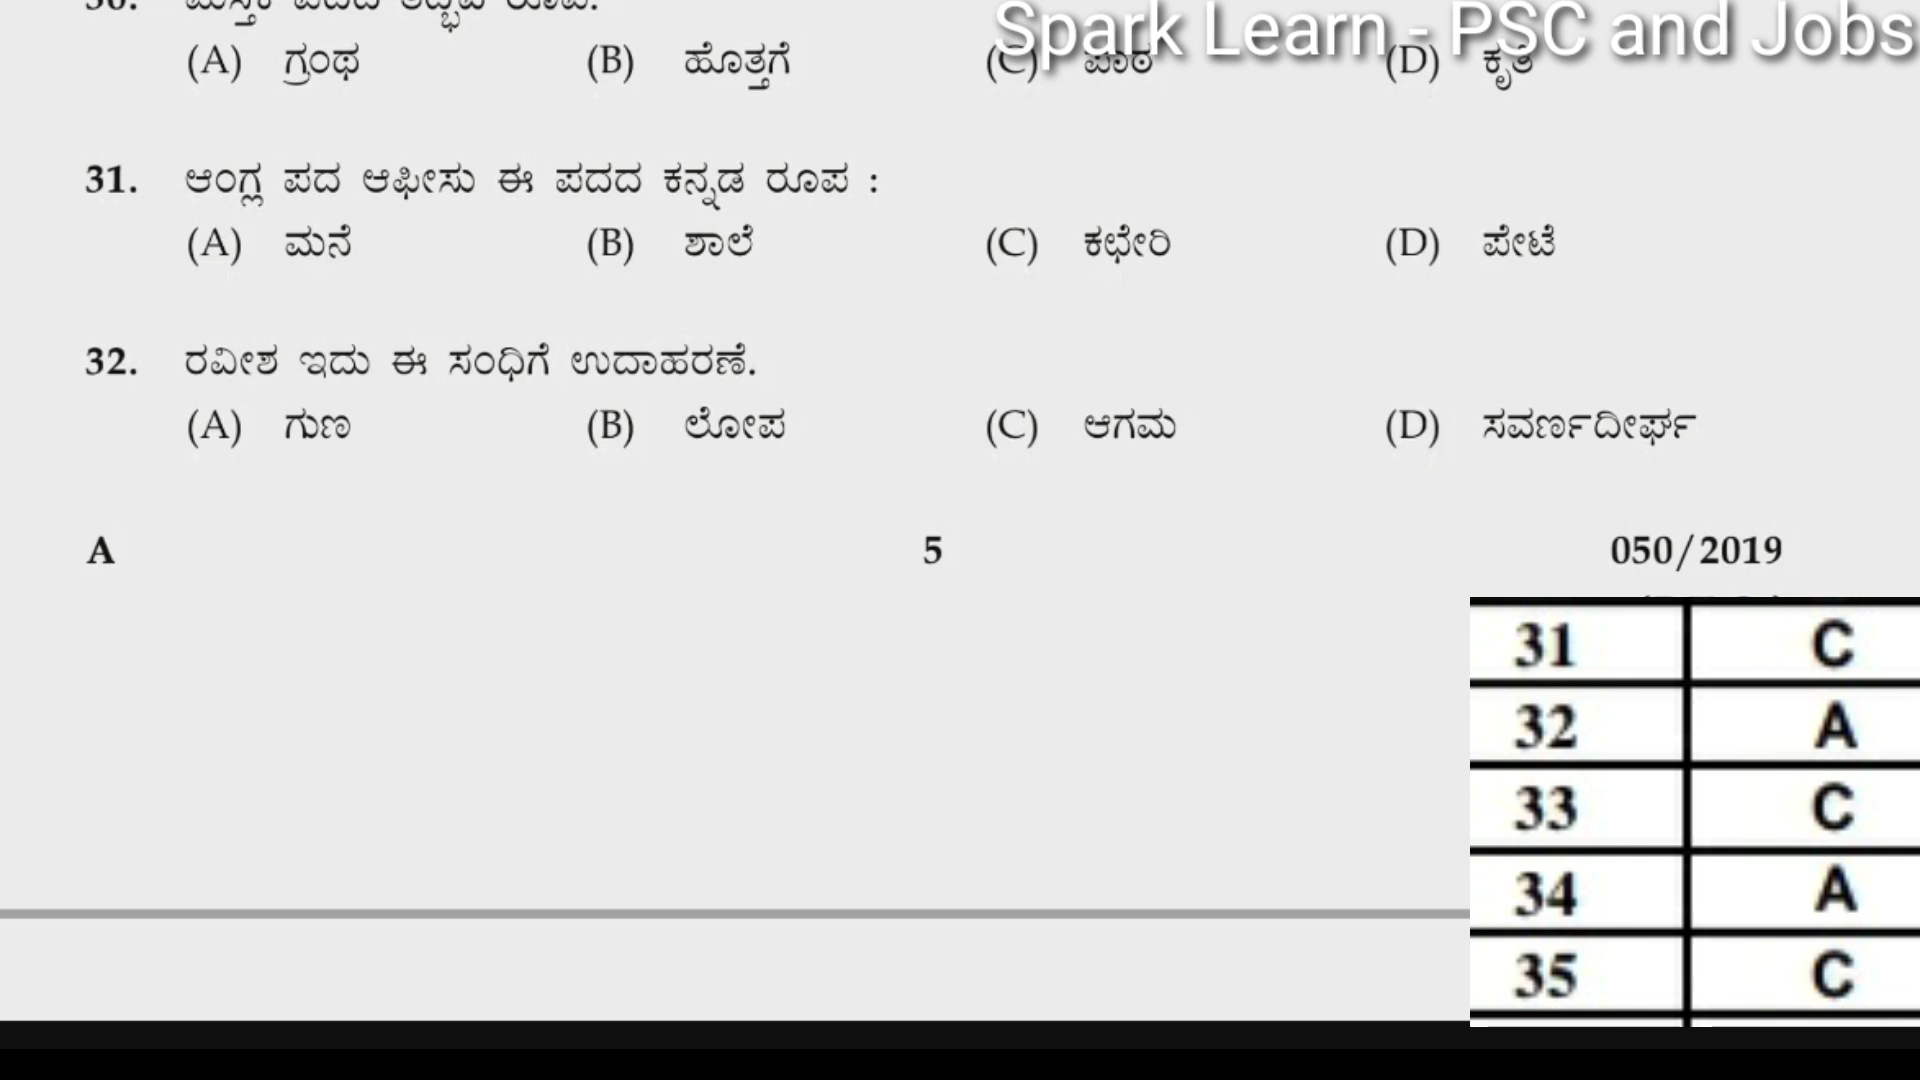 Spark Learn - PSC and Jobs
30.
(A) ಗ್ರಂಥ (B) ಹೊತ್ತಗೆ (C) ಪಾಠ (D) ಕೃತಿ
31. ಆಂಗ್ಲ ಪದ ಆಫೀಸು ಈ ಪದದ ಕನ್ನಡ ರೂಪ :
(A) ಮನೆ (B) ಶಾಲೆ (C) ಕಛೇರಿ (D) ಪೇಟೆ
32. ರವೀಶ ಇದು ಈ ಸಂಧಿಗೆ ಉದಾಹರಣೆ.
(A) ಗುಣ (B) ಲೋಪ (C) ಆಗಮ (D) ಸವರ್ಣದೀರ್ಘ
A 5 050/2019
31 C
32 A
33 C
34 A
35 C